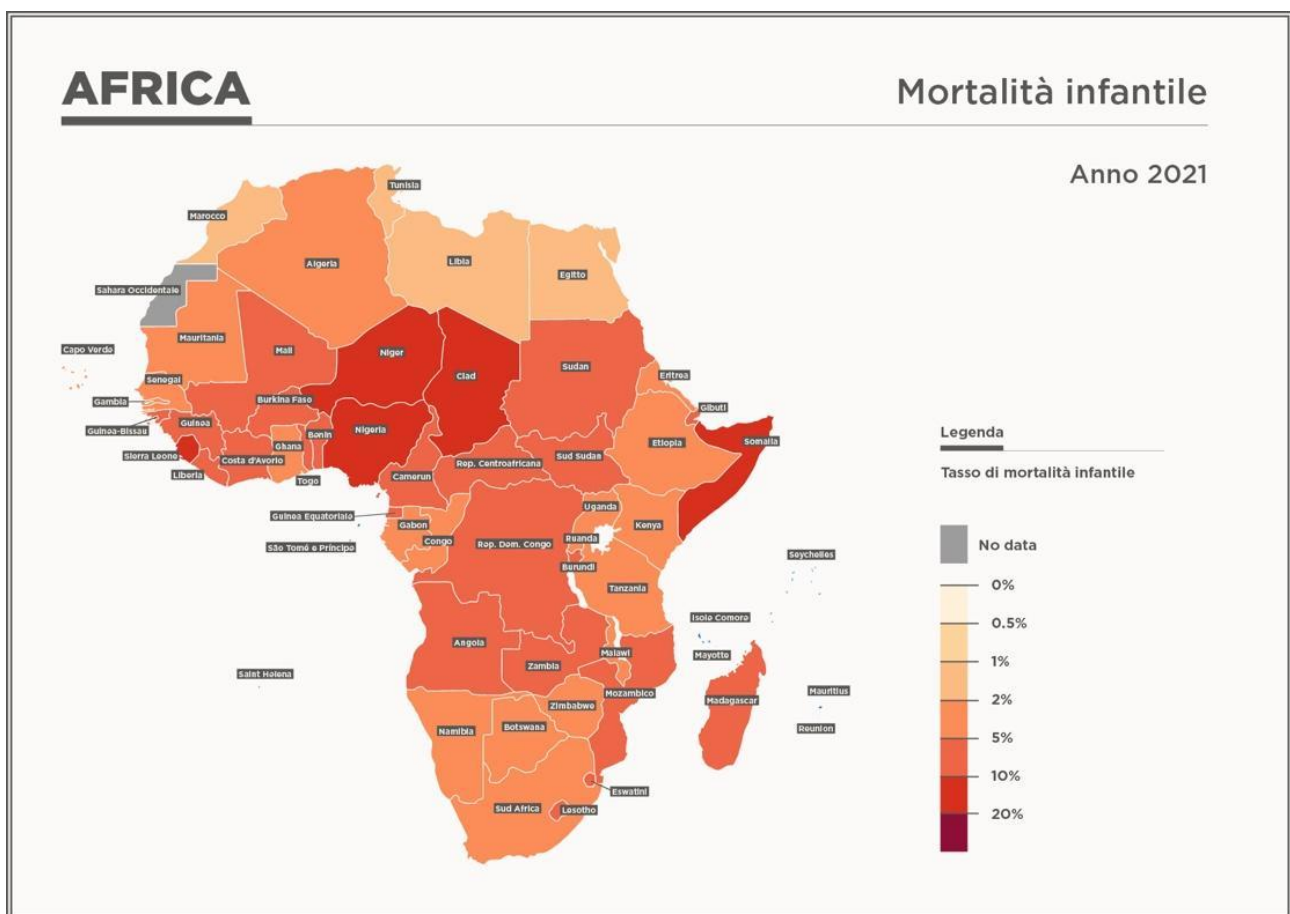 AFRICA
Mortalità infantile
Anno 2021
Tunisia
Marocco
Algeria
Libia
Egitto
Sahara Occidentale
Mauritania
Capo Verde
Mali
Niger
Ciad
Sudan
Eritrea
Senegal
Gambia
Burkina Faso
Gibuti
Guinea-Bissau
Guinea
Benin
Nigeria
Etiopia
Somalia
Sierra Leone
Costa d'Avorio
Ghana
Rep. Centroafricana
Sud Sudan
Liberia
Togo
Camerun
Guinea Equatoriale
Gabon
Uganda
Kenya
São Tomé e Príncipe
Congo
Rep. Dem. Congo
Ruanda
Burundi
Tanzania
Seychelles
Isole Comore
Angola
Malawi
Mayotte
Zambia
Saint Helena
Mozambico
Madagascar
Mauritius
Zimbabwe
Namibia
Botswana
Reunion
Eswatini
Sud Africa
Lesotho
Legenda
Tasso di mortalità infantile
No data
0%
0.5%
1%
2%
5%
10%
20%